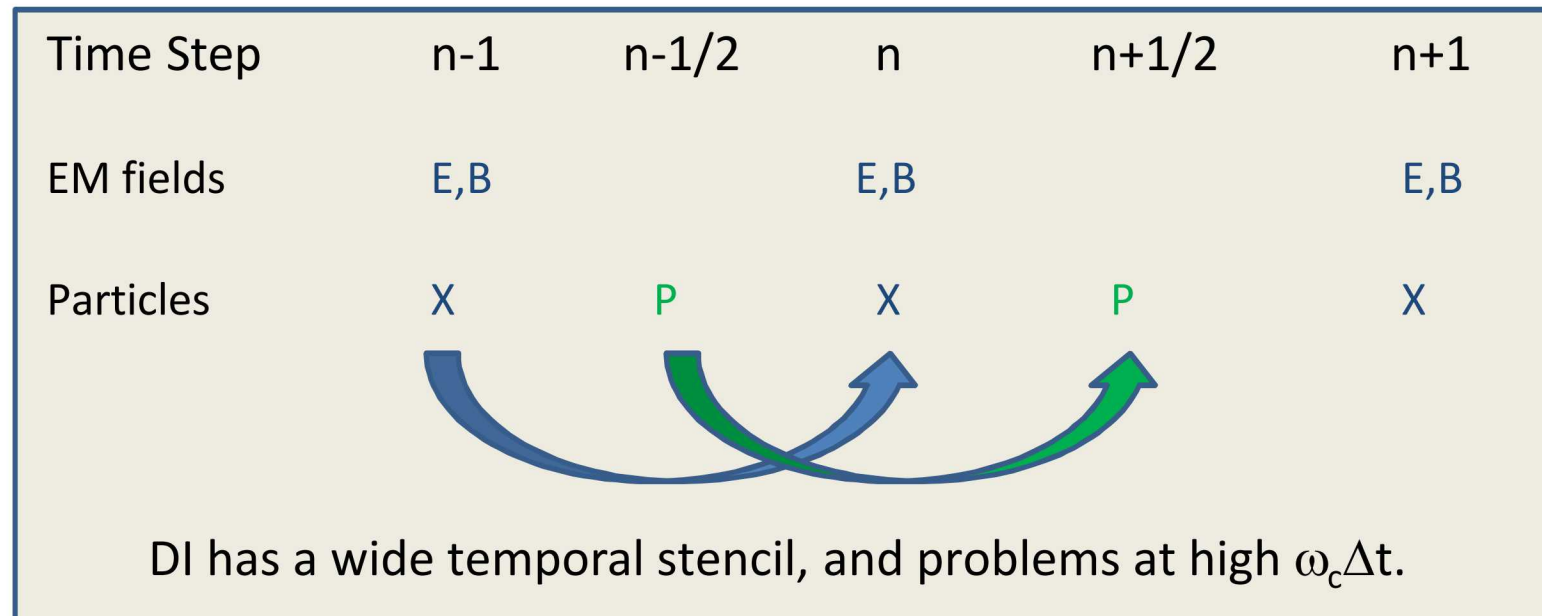 Time Step n-1 n-1/2 n n+1/2 n+1
EM fields E,B E,B E,B
Particles X P X P X
DI has a wide temporal stencil, and problems at high ωcΔt.